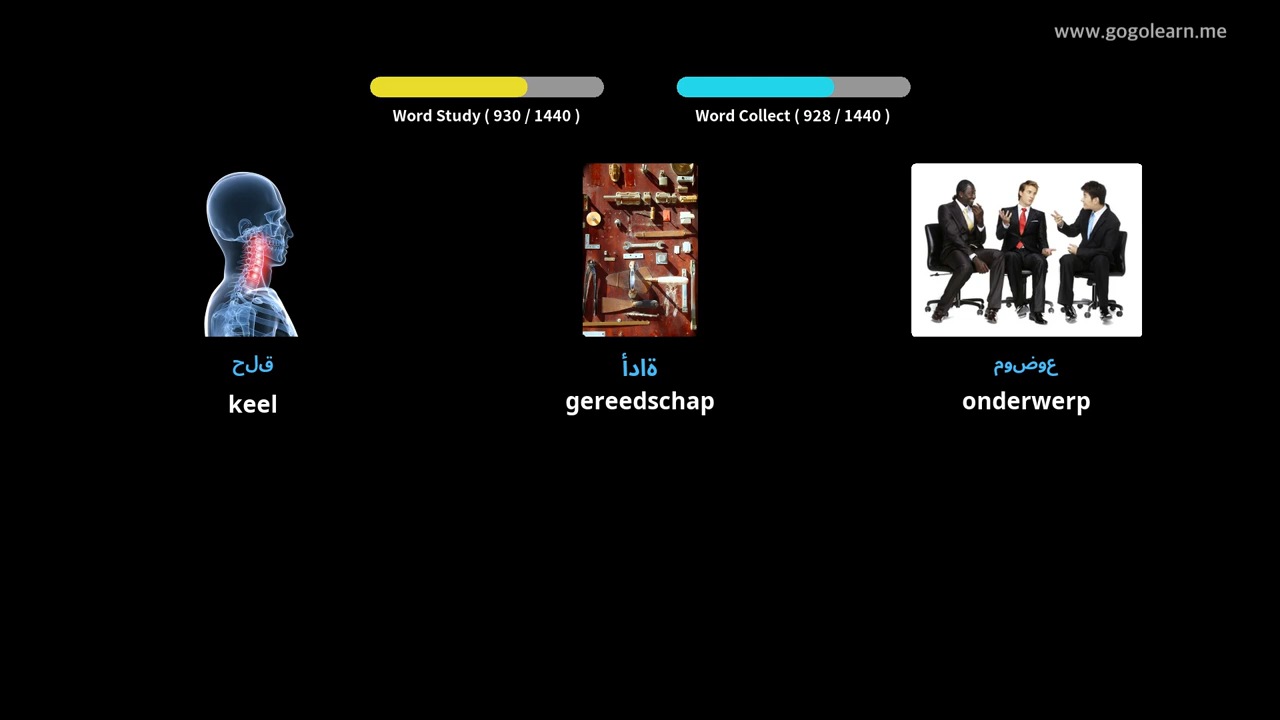 www.gogolearn.me
Word Study ( 930 / 1440 )
Word Collect ( 928 / 1440 )
قلح
keel
ةادأ
gereedschap
عوضوم
onderwerp